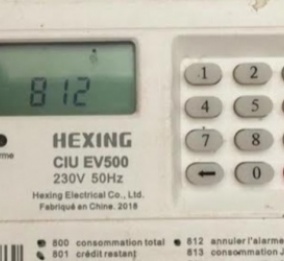 812
HEXING
CIU EV500
230V 50Hz
Hexing Electrical Co., Ltd.
Fabriqué en Chine. 2018
1 2
4 5
7 8
← 0
800 consommation total 812 annuler l'alarme
801 crédit restant 813 consommation J